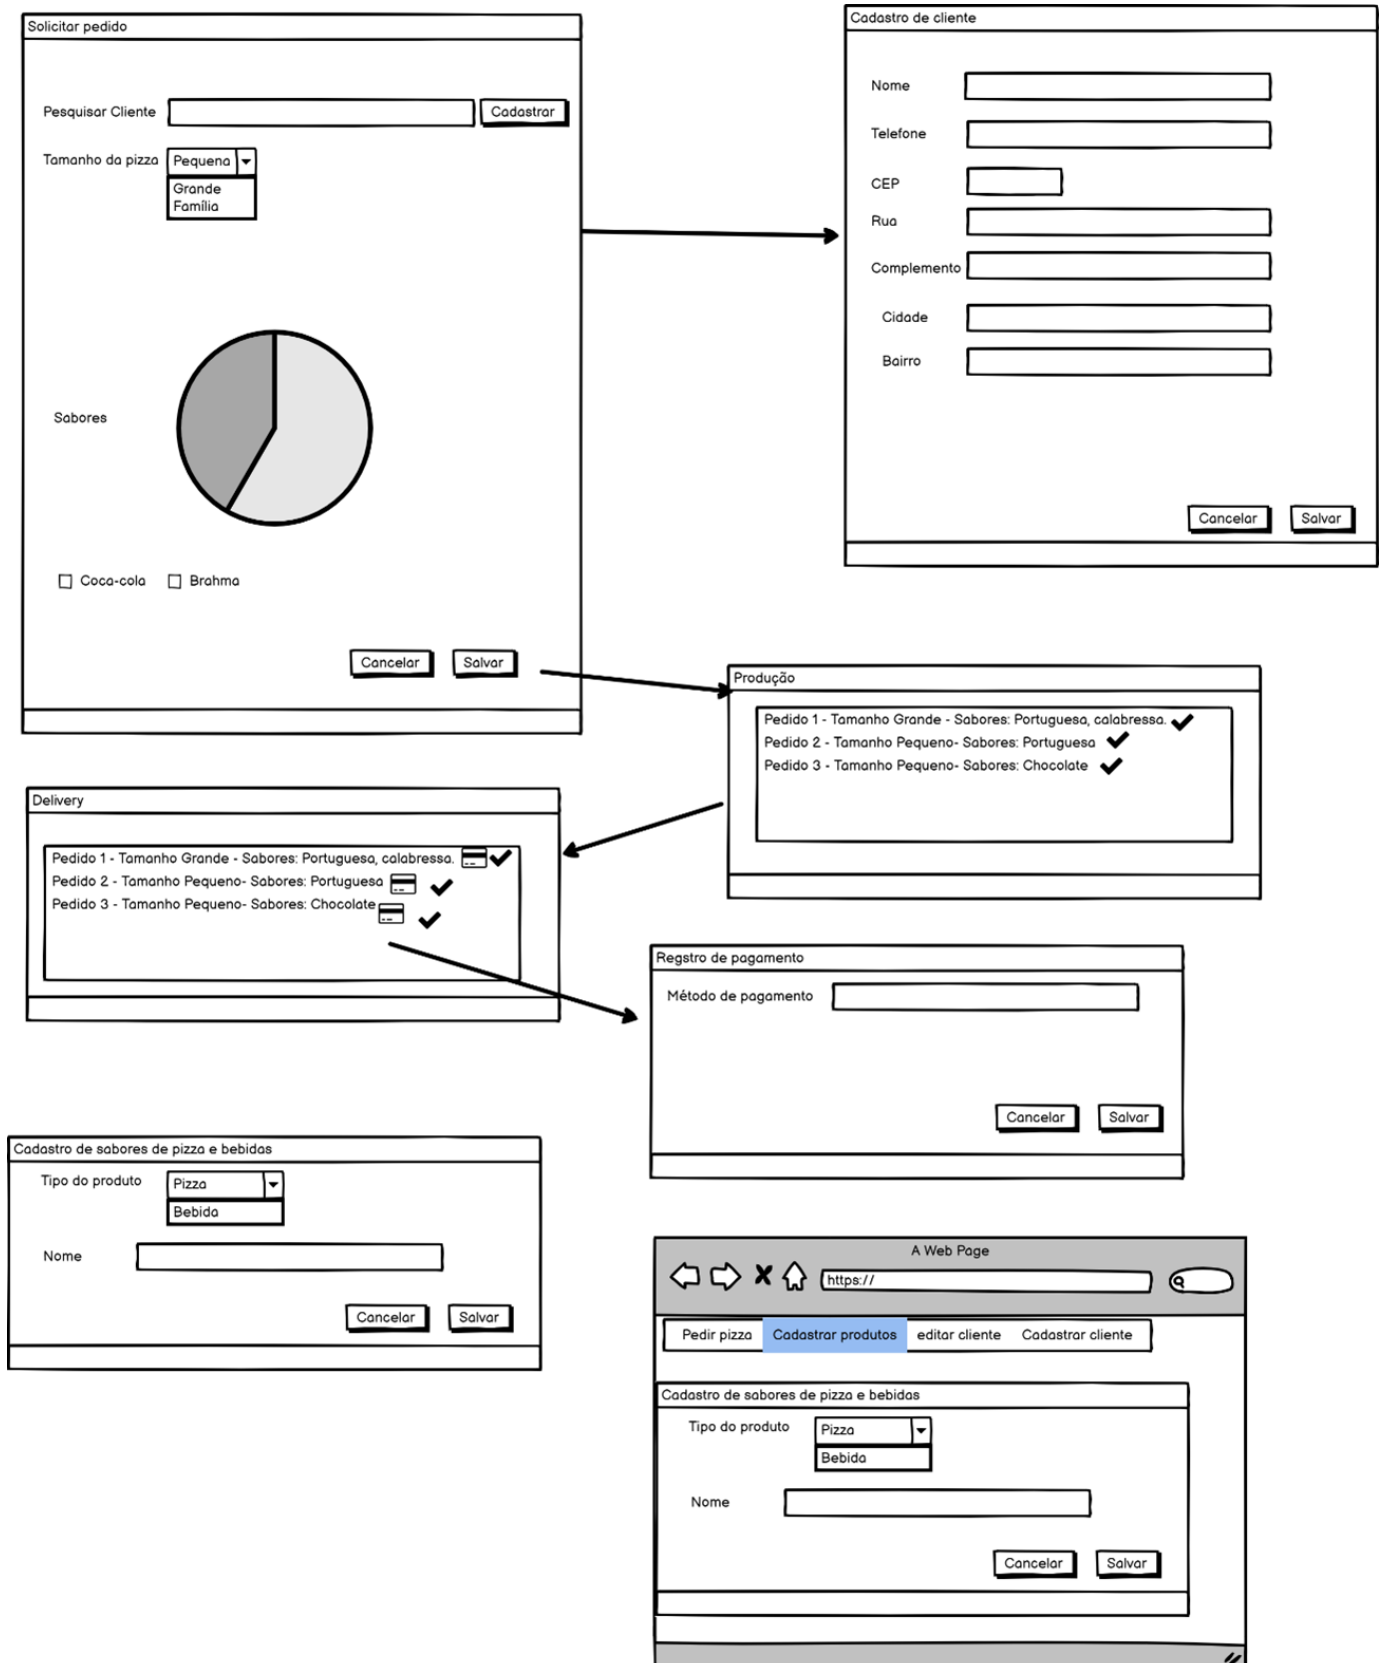 Solicitar pedido
Pesquisar Cliente
Cadastrar
Tamanho da pizza
Pequena
Grande
Família
Sabores
Coca-cola
Brahma
Cancelar
Salvar
Cadastro de cliente
Nome
Telefone
CEP
Rua
Complemento
Cidade
Bairro
Cancelar
Salvar
Produção
Pedido 1 - Tamanho Grande - Sabores: Portuguesa, calabressa.
Pedido 2 - Tamanho Pequeno- Sabores: Portuguesa
Pedido 3 - Tamanho Pequeno- Sabores: Chocolate
Delivery
Pedido 1 - Tamanho Grande - Sabores: Portuguesa, calabressa.
Pedido 2 - Tamanho Pequeno- Sabores: Portuguesa
Pedido 3 - Tamanho Pequeno- Sabores: Chocolate
Regstro de pagamento
Método de pagamento
Cancelar
Salvar
Cadastro de sabores de pizza e bebidas
Tipo do produto
Pizza
Bebida
Nome
Cancelar
Salvar
A Web Page
https://
Pedir pizza
Cadastrar produtos
editar cliente
Cadastrar cliente
Cadastro de sabores de pizza e bebidas
Tipo do produto
Pizza
Bebida
Nome
Cancelar
Salvar